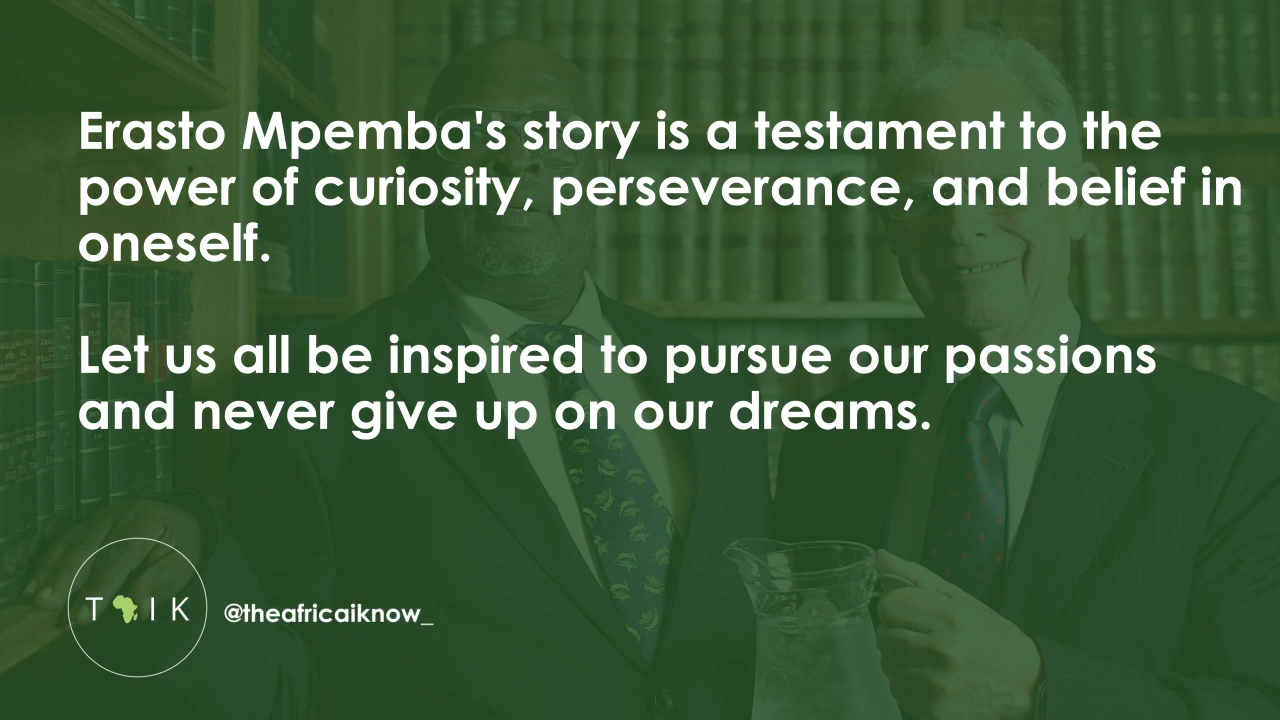 Erasto Mpemba's story is a testament to the
power of curiosity, perseverance, and belief in
oneself.
Let us all be inspired to pursue our passions
and never give up on our dreams.
T IK
@theafricaiknow_